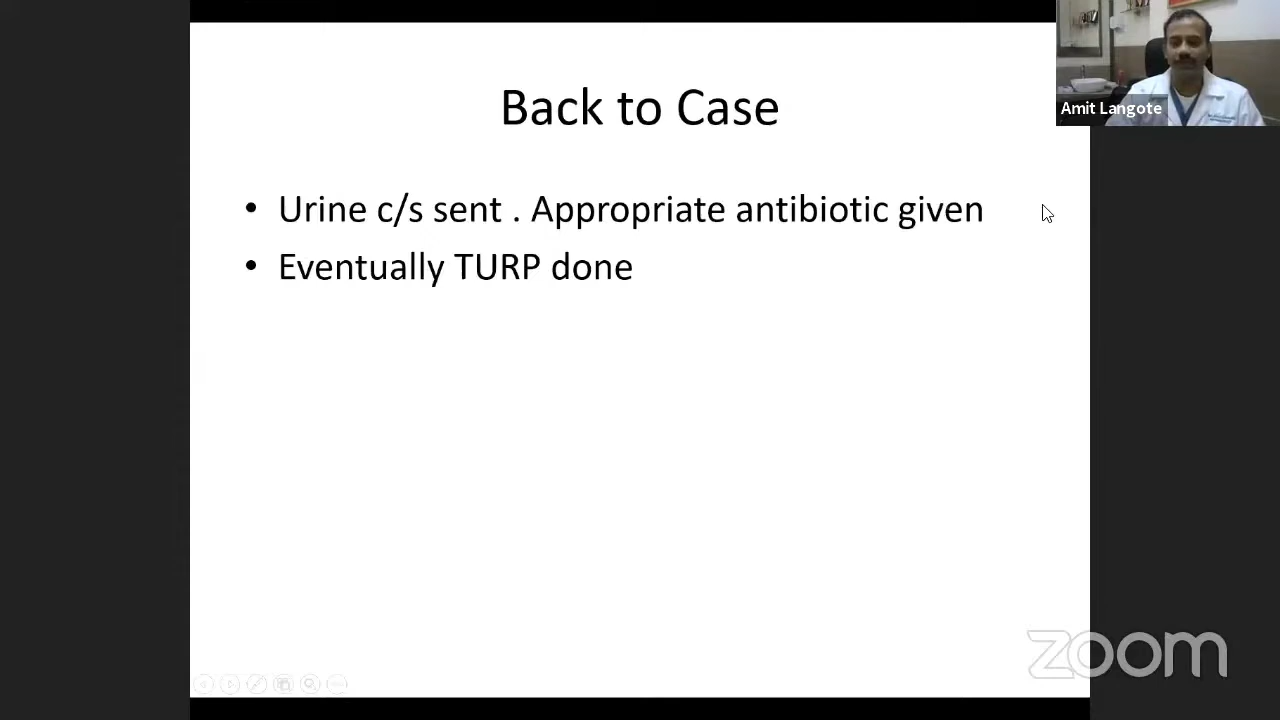 Back to Case
Amit Langote
• Urine c/s sent . Appropriate antibiotic given
• Eventually TURP done
zoom